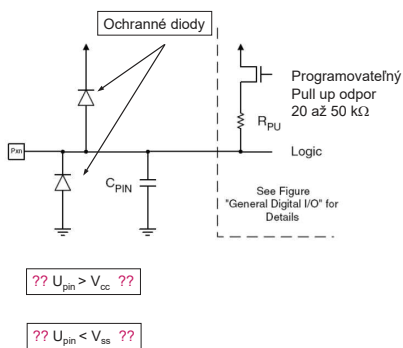 Ochranné diody
Programovateľný
Pull up odpor
20 až 50 kΩ
R_PU
Pxn
Logic
C_PIN
See Figure
"General Digital I/O" for
Details
?? U_pin > V_cc ??
?? U_pin < V_ss ??